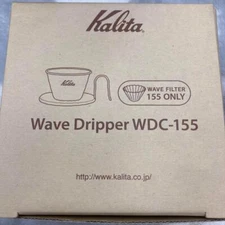 Kalita
WAVE FILTER
155 ONLY
Wave Dripper WDC-155
http://www.kalita.co.jp/